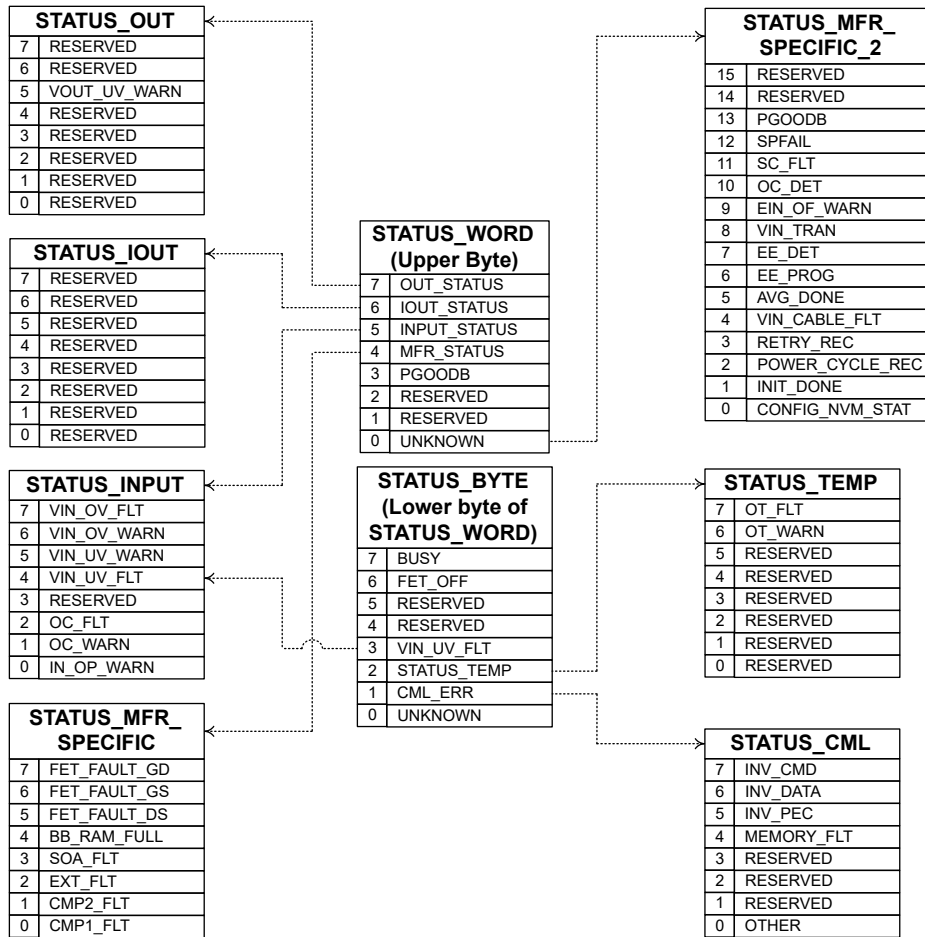 STATUS_OUT
7 RESERVED
6 RESERVED
5 VOUT_UV_WARN
4 RESERVED
3 RESERVED
2 RESERVED
1 RESERVED
0 RESERVED
STATUS_IOUT
7 RESERVED
6 RESERVED
5 RESERVED
4 RESERVED
3 RESERVED
2 RESERVED
1 RESERVED
0 RESERVED
STATUS_INPUT
7 VIN_OV_FLT
6 VIN_OV_WARN
5 VIN_UV_WARN
4 VIN_UV_FLT
3 RESERVED
2 OC_FLT
1 OC_WARN
0 IN_OP_WARN
STATUS_MFR_
SPECIFIC
7 FET_FAULT_GD
6 FET_FAULT_GS
5 FET_FAULT_DS
4 BB_RAM_FULL
3 SOA_FLT
2 EXT_FLT
1 CMP2_FLT
0 CMP1_FLT
STATUS_WORD
(Upper Byte)
7 OUT_STATUS
6 IOUT_STATUS
5 INPUT_STATUS
4 MFR_STATUS
3 PGOODB
2 RESERVED
1 RESERVED
0 UNKNOWN
STATUS_BYTE
(Lower byte of
STATUS_WORD)
7 BUSY
6 FET_OFF
5 RESERVED
4 RESERVED
3 VIN_UV_FLT
2 STATUS_TEMP
1 CML_ERR
0 UNKNOWN
STATUS_MFR_
SPECIFIC_2
15 RESERVED
14 RESERVED
13 PGOODB
12 SPFAIL
11 SC_FLT
10 OC_DET
9 EIN_OF_WARN
8 VIN_TRAN
7 EE_DET
6 EE_PROG
5 AVG_DONE
4 VIN_CABLE_FLT
3 RETRY_REC
2 POWER_CYCLE_REC
1 INIT_DONE
0 CONFIG_NVM_STAT
STATUS_TEMP
7 OT_FLT
6 OT_WARN
5 RESERVED
4 RESERVED
3 RESERVED
2 RESERVED
1 RESERVED
0 RESERVED
STATUS_CML
7 INV_CMD
6 INV_DATA
5 INV_PEC
4 MEMORY_FLT
3 RESERVED
2 RESERVED
1 RESERVED
0 OTHER